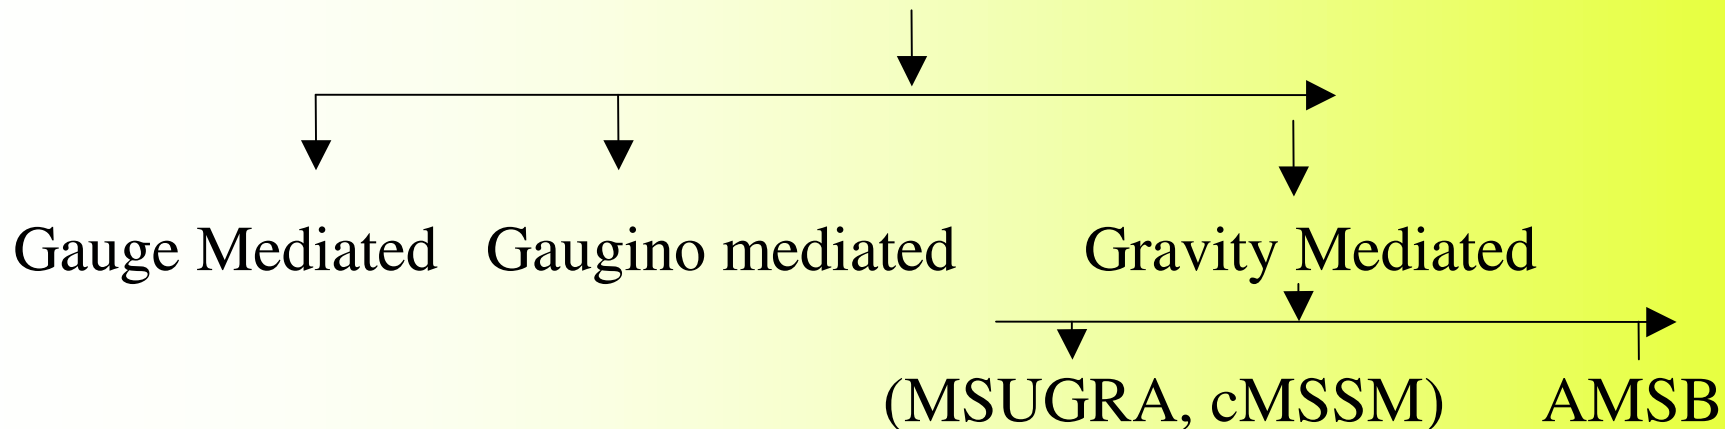 Gauge Mediated Gaugino mediated Gravity Mediated
(MSUGRA, cMSSM) AMSB